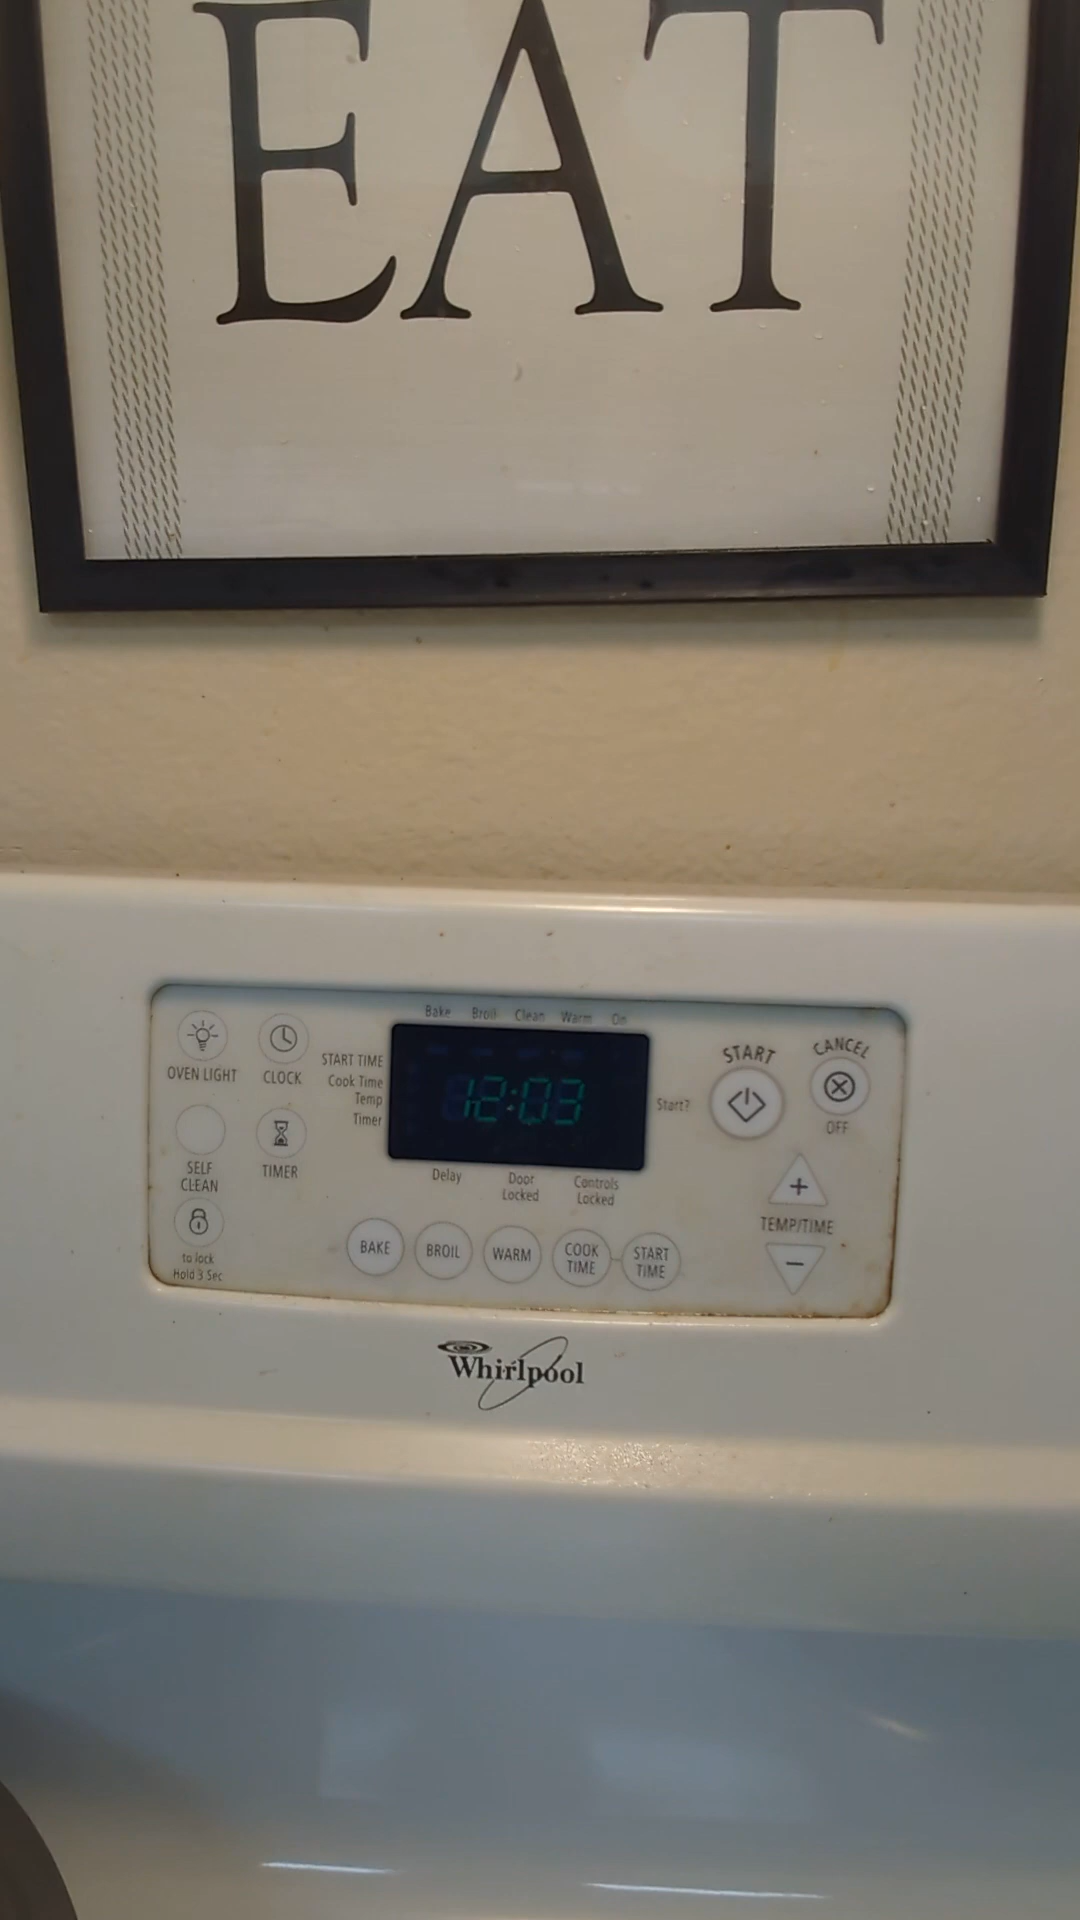 EAT
Bake Broil Clean Warm On
OVEN LIGHT
CLOCK
START TIME
Cook Time
Temp
Timer
12:03
Start?
START
CANCEL
OFF
SELF
CLEAN
TIMER
Delay
Door
Locked
Controls
Locked
TEMP/TIME
+
−
to lock
Hold 3 Sec
BAKE
BROIL
WARM
COOK
TIME
START
TIME
Whirlpool